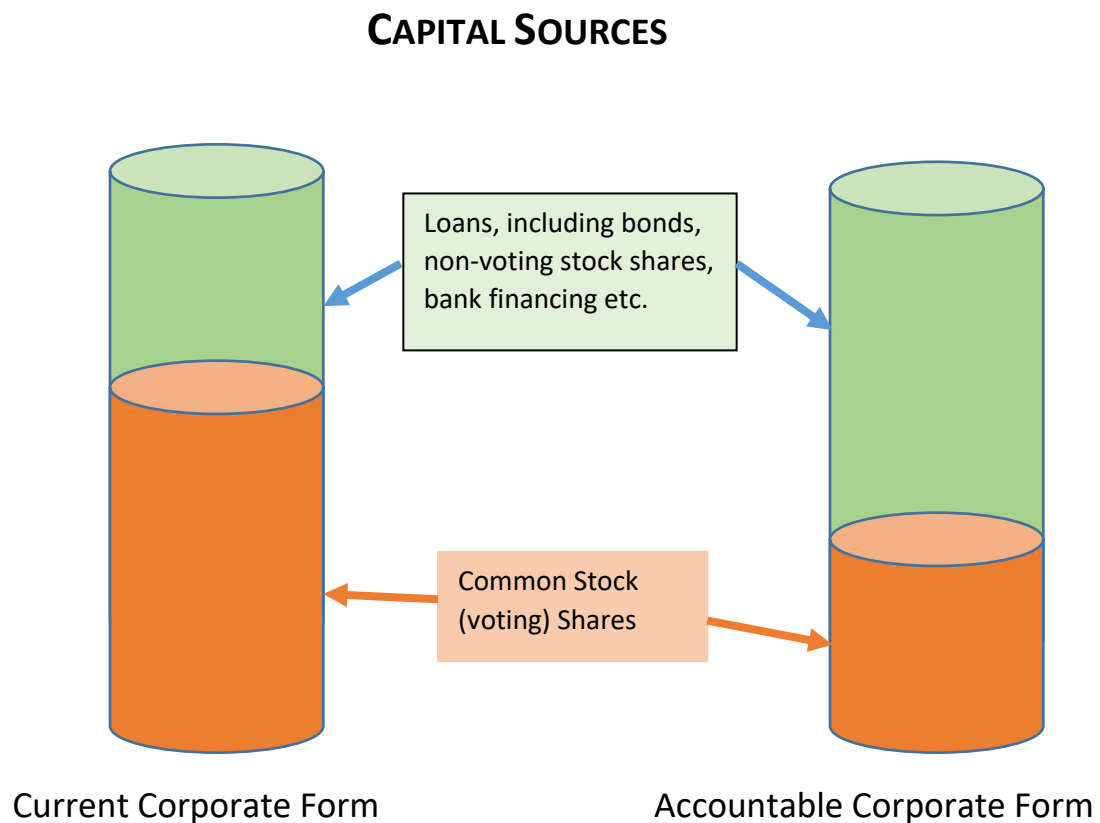 CAPITAL SOURCES
Loans, including bonds,
non-voting stock shares,
bank financing etc.
Common Stock
(voting) Shares
Current Corporate Form
Accountable Corporate Form